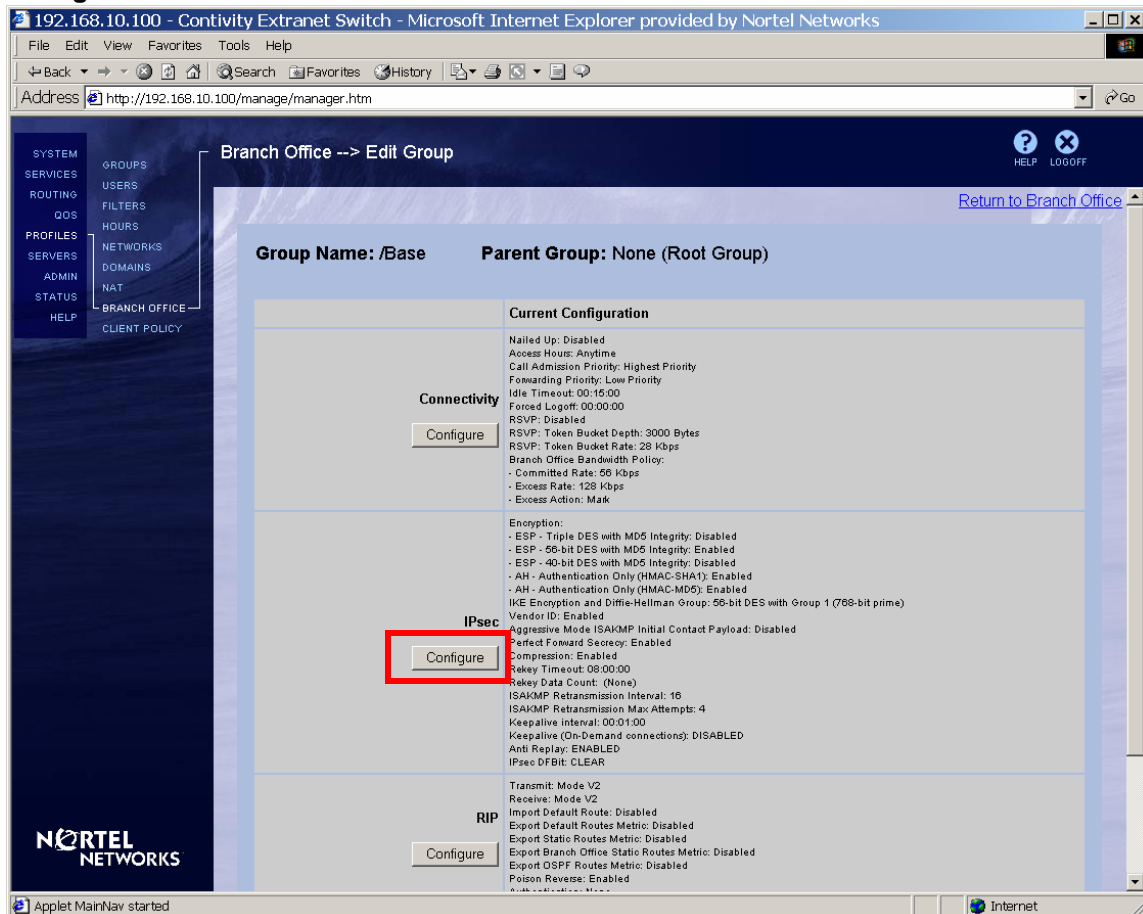 192.168.10.100 - Contivity Extranet Switch - Microsoft Internet Explorer provided by Nortel Networks
File Edit View Favorites Tools Help
Back Search Favorites History
Address http://192.168.10.100/manage/manager.htm Go
SYSTEM
SERVICES
ROUTING
QOS
PROFILES
SERVERS
ADMIN
STATUS
HELP
GROUPS
USERS
FILTERS
HOURS
NETWORKS
DOMAINS
NAT
BRANCH OFFICE
CLIENT POLICY
Branch Office --> Edit Group
HELP LOGOFF
Return to Branch Office
Group Name: /Base Parent Group: None (Root Group)
Current Configuration
Connectivity
Configure
Nailed Up: Disabled
Access Hours: Anytime
Call Admission Priority: Highest Priority
Forwarding Priority: Low Priority
Idle Timeout: 00:15:00
Forced Logoff: 00:00:00
RSVP: Disabled
RSVP: Token Bucket Depth: 3000 Bytes
RSVP: Token Bucket Rate: 28 Kbps
Branch Office Bandwidth Policy:
- Committed Rate: 56 Kbps
- Excess Rate: 128 Kbps
- Excess Action: Mark
IPsec
Configure
Encryption:
- ESP - Triple DES with MD5 Integrity: Disabled
- ESP - 56-bit DES with MD5 Integrity: Enabled
- ESP - 40-bit DES with MD5 Integrity: Disabled
- AH - Authentication Only (HMAC-SHA1): Enabled
- AH - Authentication Only (HMAC-MD5): Enabled
IKE Encryption and Diffie-Hellman Group: 56-bit DES with Group 1 (768-bit prime)
Vendor ID: Enabled
Aggressive Mode ISAKMP Initial Contact Payload: Disabled
Perfect Forward Secrecy: Enabled
Compression: Enabled
Rekey Timeout: 08:00:00
Rekey Data Count: (None)
ISAKMP Retransmission Interval: 16
ISAKMP Retransmission Max Attempts: 4
Keepalive interval: 00:01:00
Keepalive (On-Demand connections): DISABLED
Anti Replay: ENABLED
IPsec DFBit: CLEAR
RIP
Configure
Transmit: Mode V2
Receive: Mode V2
Import Default Route: Disabled
Export Default Routes Metric: Disabled
Export Static Routes Metric: Disabled
Export Branch Office Static Routes Metric: Disabled
Export OSPF Routes Metric: Disabled
Poison Reverse: Enabled
NORTEL
NETWORKS
Applet MainNav started
Internet